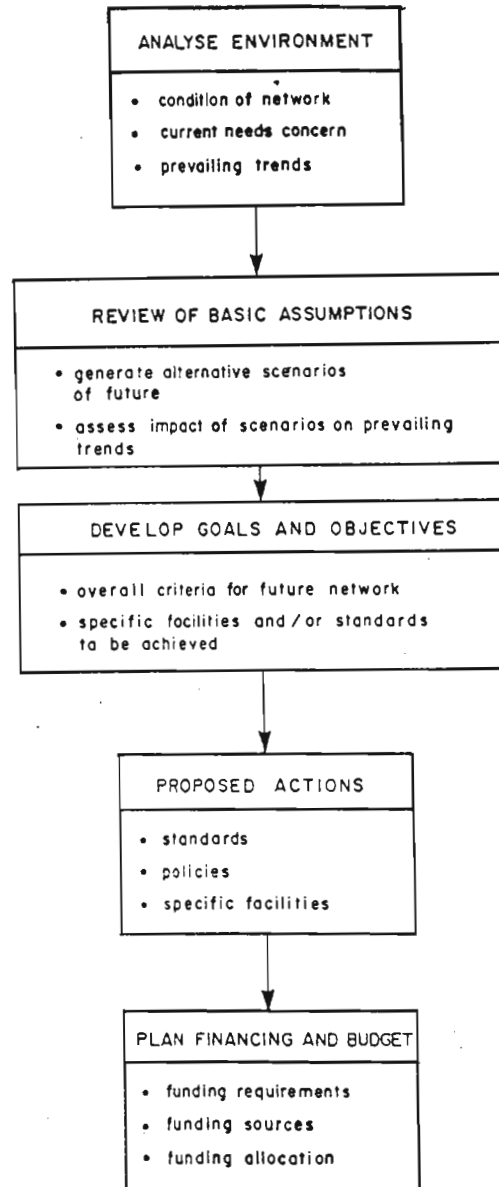 ANALYSE ENVIRONMENT
• condition of network
• current needs concern
• prevailing trends
REVIEW OF BASIC ASSUMPTIONS
• generate alternative scenarios
of future
• assess impact of scenarios on prevailing
trends
DEVELOP GOALS AND OBJECTIVES
• overall criteria for future network
• specific facilities and/or standards
ta be achieved
PROPOSED ACTIONS
• standards
• policies
• specific facilities
PLAN FINANCING AND BUDGET
• funding requirements
• funding sources
• funding allocation